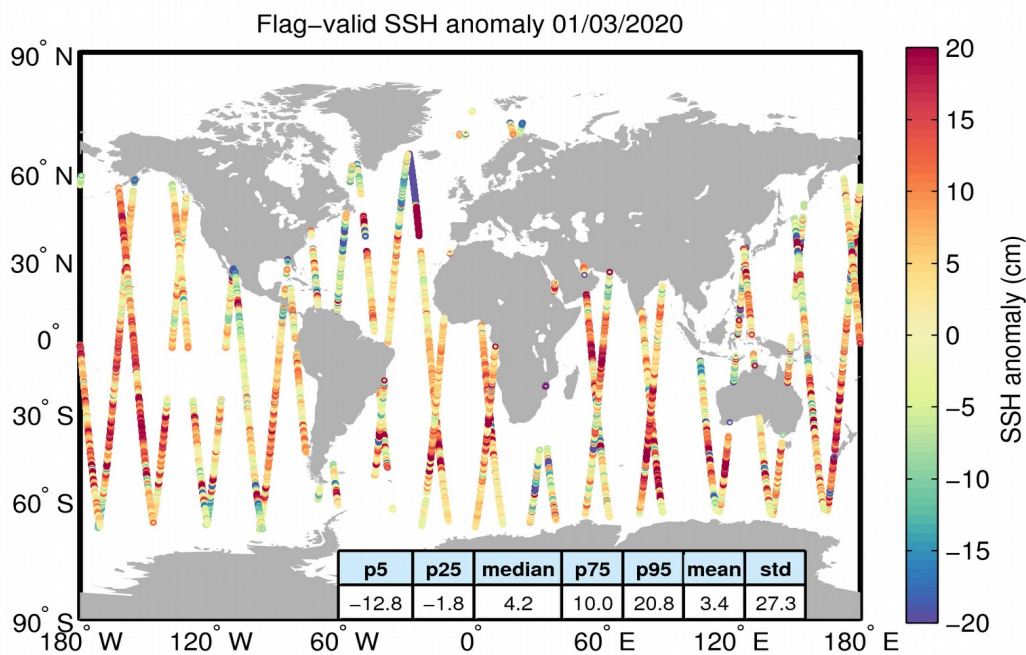 Flag−valid SSH anomaly 01/03/2020
90° N
60° N
30° N
0°
30° S
60° S
90° S
180° W
120° W
60° W
0°
60° E
120° E
180° E
p5 p25 median p75 p95 mean std
−12.8 −1.8 4.2 10.0 20.8 3.4 27.3
20
15
10
5
0
−5
−10
−15
−20
SSH anomaly (cm)